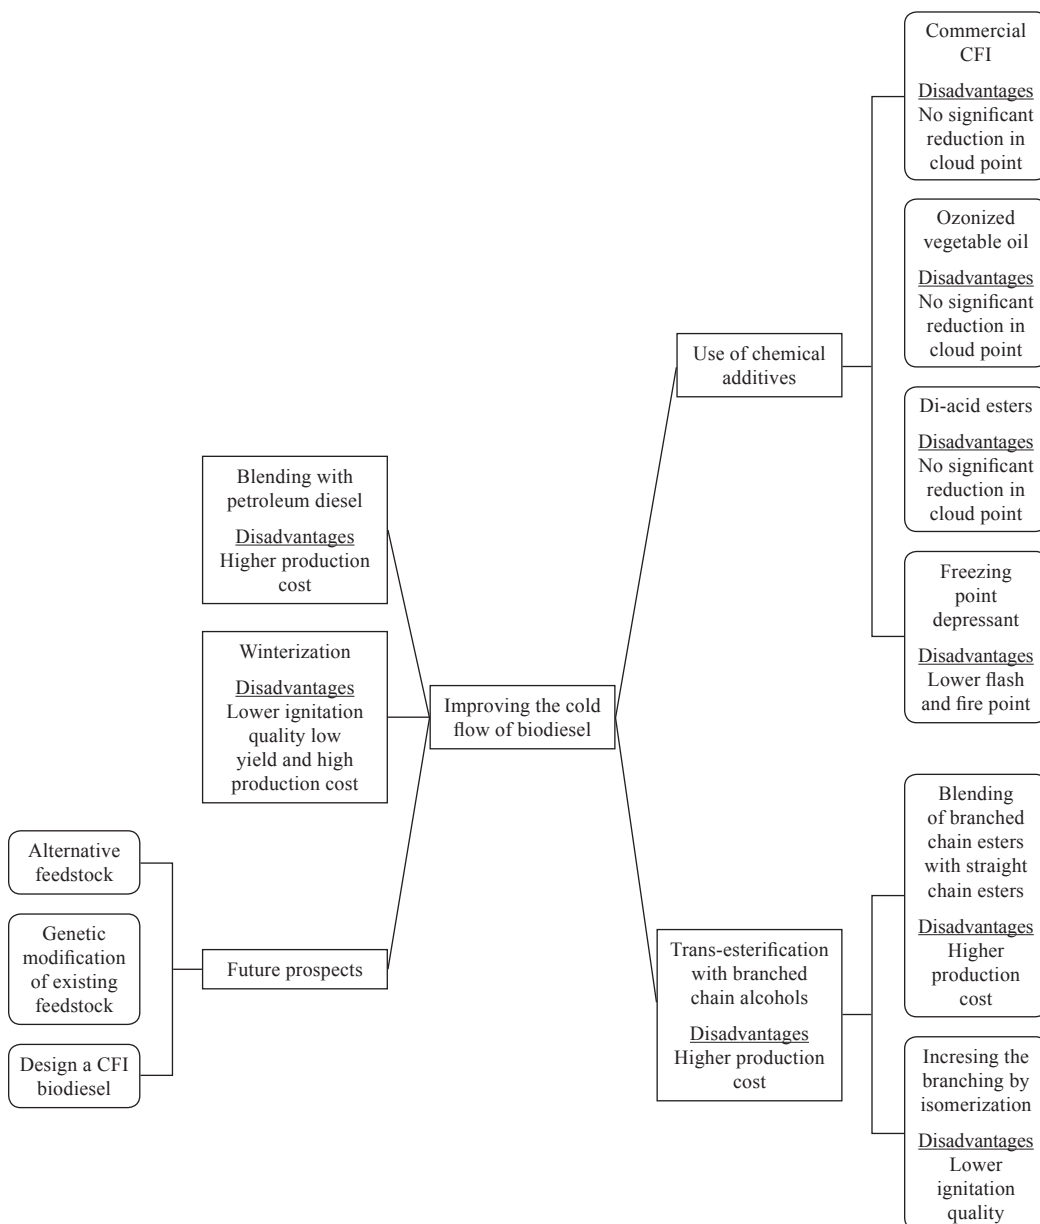 Commercial
CFI
Disadvantages
No significant
reduction in
cloud point
Ozonized
vegetable oil
Disadvantages
No significant
reduction in
cloud point
Use of chemical
additives
Di-acid esters
Disadvantages
No significant
reduction in
cloud point
Freezing
point
depressant
Disadvantages
Lower flash
and fire point
Blending with
petroleum diesel
Disadvantages
Higher production
cost
Winterization
Disadvantages
Lower ignitation
quality low
yield and high
production cost
Improving the cold
flow of biodiesel
Alternative
feedstock
Genetic
modification
of existing
feedstock
Design a CFI
biodiesel
Future prospects
Trans-esterification
with branched
chain alcohols
Disadvantages
Higher production
cost
Blending
of branched
chain esters
with straight
chain esters
Disadvantages
Higher
production
cost
Incresing the
branching by
isomerization
Disadvantages
Lower
ignitation
quality